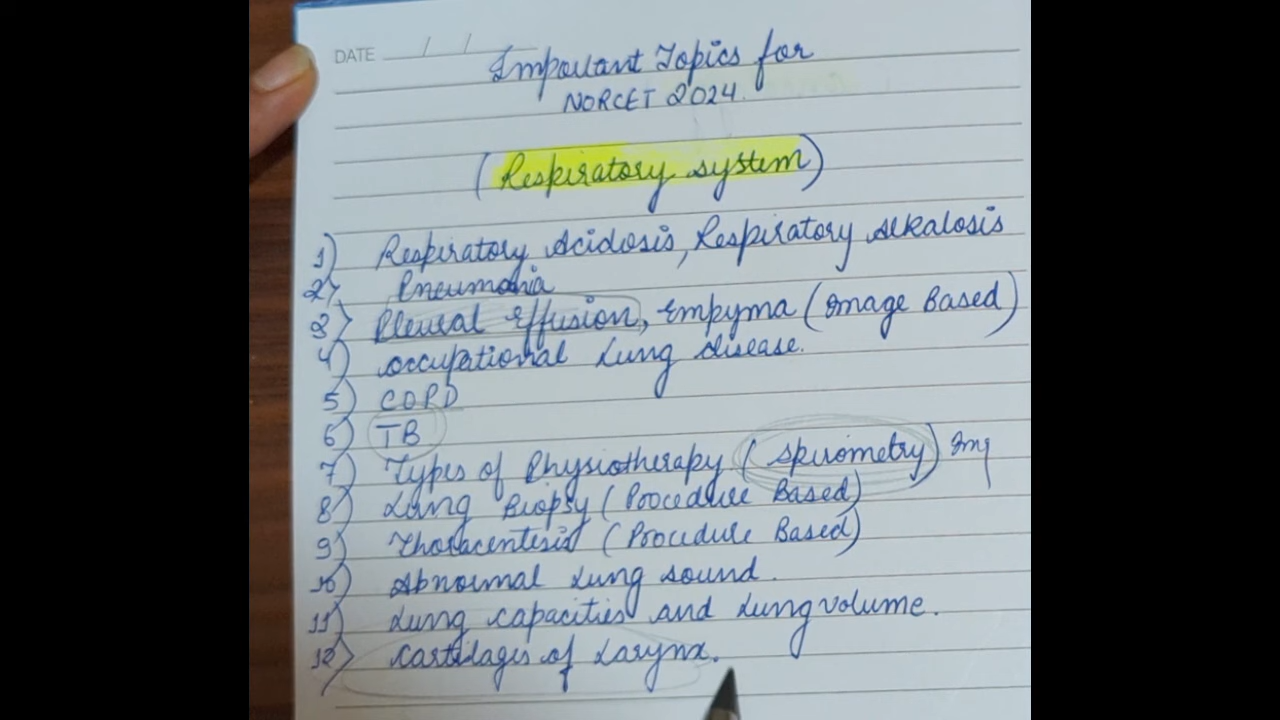 DATE / /
Important Topics for
NORCET 2024.
(Respiratory system)
1) Respiratory Acidosis, Respiratory Alkalosis
2) Pneumonia
3) Pleural Effusion, Empyma (Image Based)
4) occupational Lung disease.
5) COPD
6) TB
7) Types of Physiotherapy (spirometry) Imq
8) Lung Biopsy (Procedure Based)
9) Thoracentesis (Procedure Based)
10) Abnormal Lung sound.
11) Lung capacities and Lung volume.
12) cartilages of Larynx.